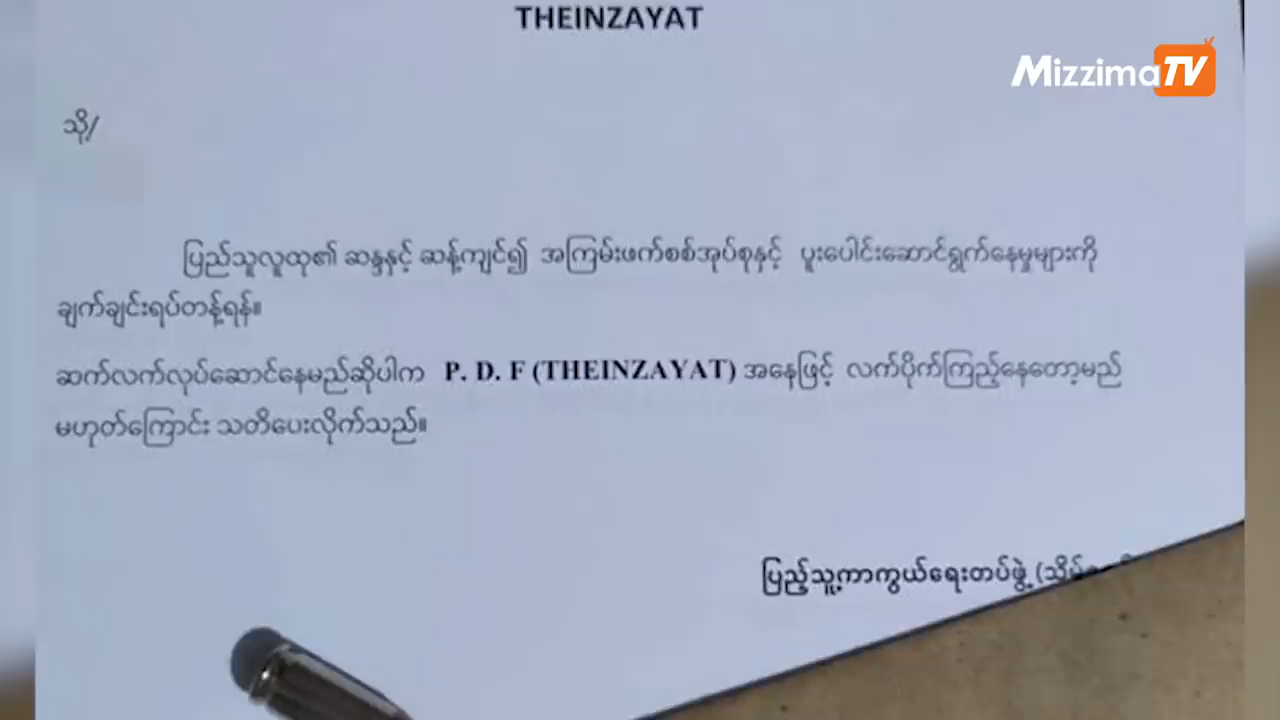 THEINZAYAT
MizzimaTV
သို့/
ပြည်သူလူထု၏ ဆန္ဒနှင့် ဆန့်ကျင်၍ အကြမ်းဖက်စစ်အုပ်စုနှင့် ပူးပေါင်းဆောင်ရွက်နေမှုများကို
ချက်ချင်းရပ်တန့်ရန်။
ဆက်လက်လုပ်ဆောင်နေမည်ဆိုပါက P. D. F (THEINZAYAT) အနေဖြင့် လက်ပိုက်ကြည့်နေတော့မည်
မဟုတ်ကြောင်း သတိပေးလိုက်သည်။
ပြည့်သူ့ကာကွယ်ရေးတပ်ဖွဲ့